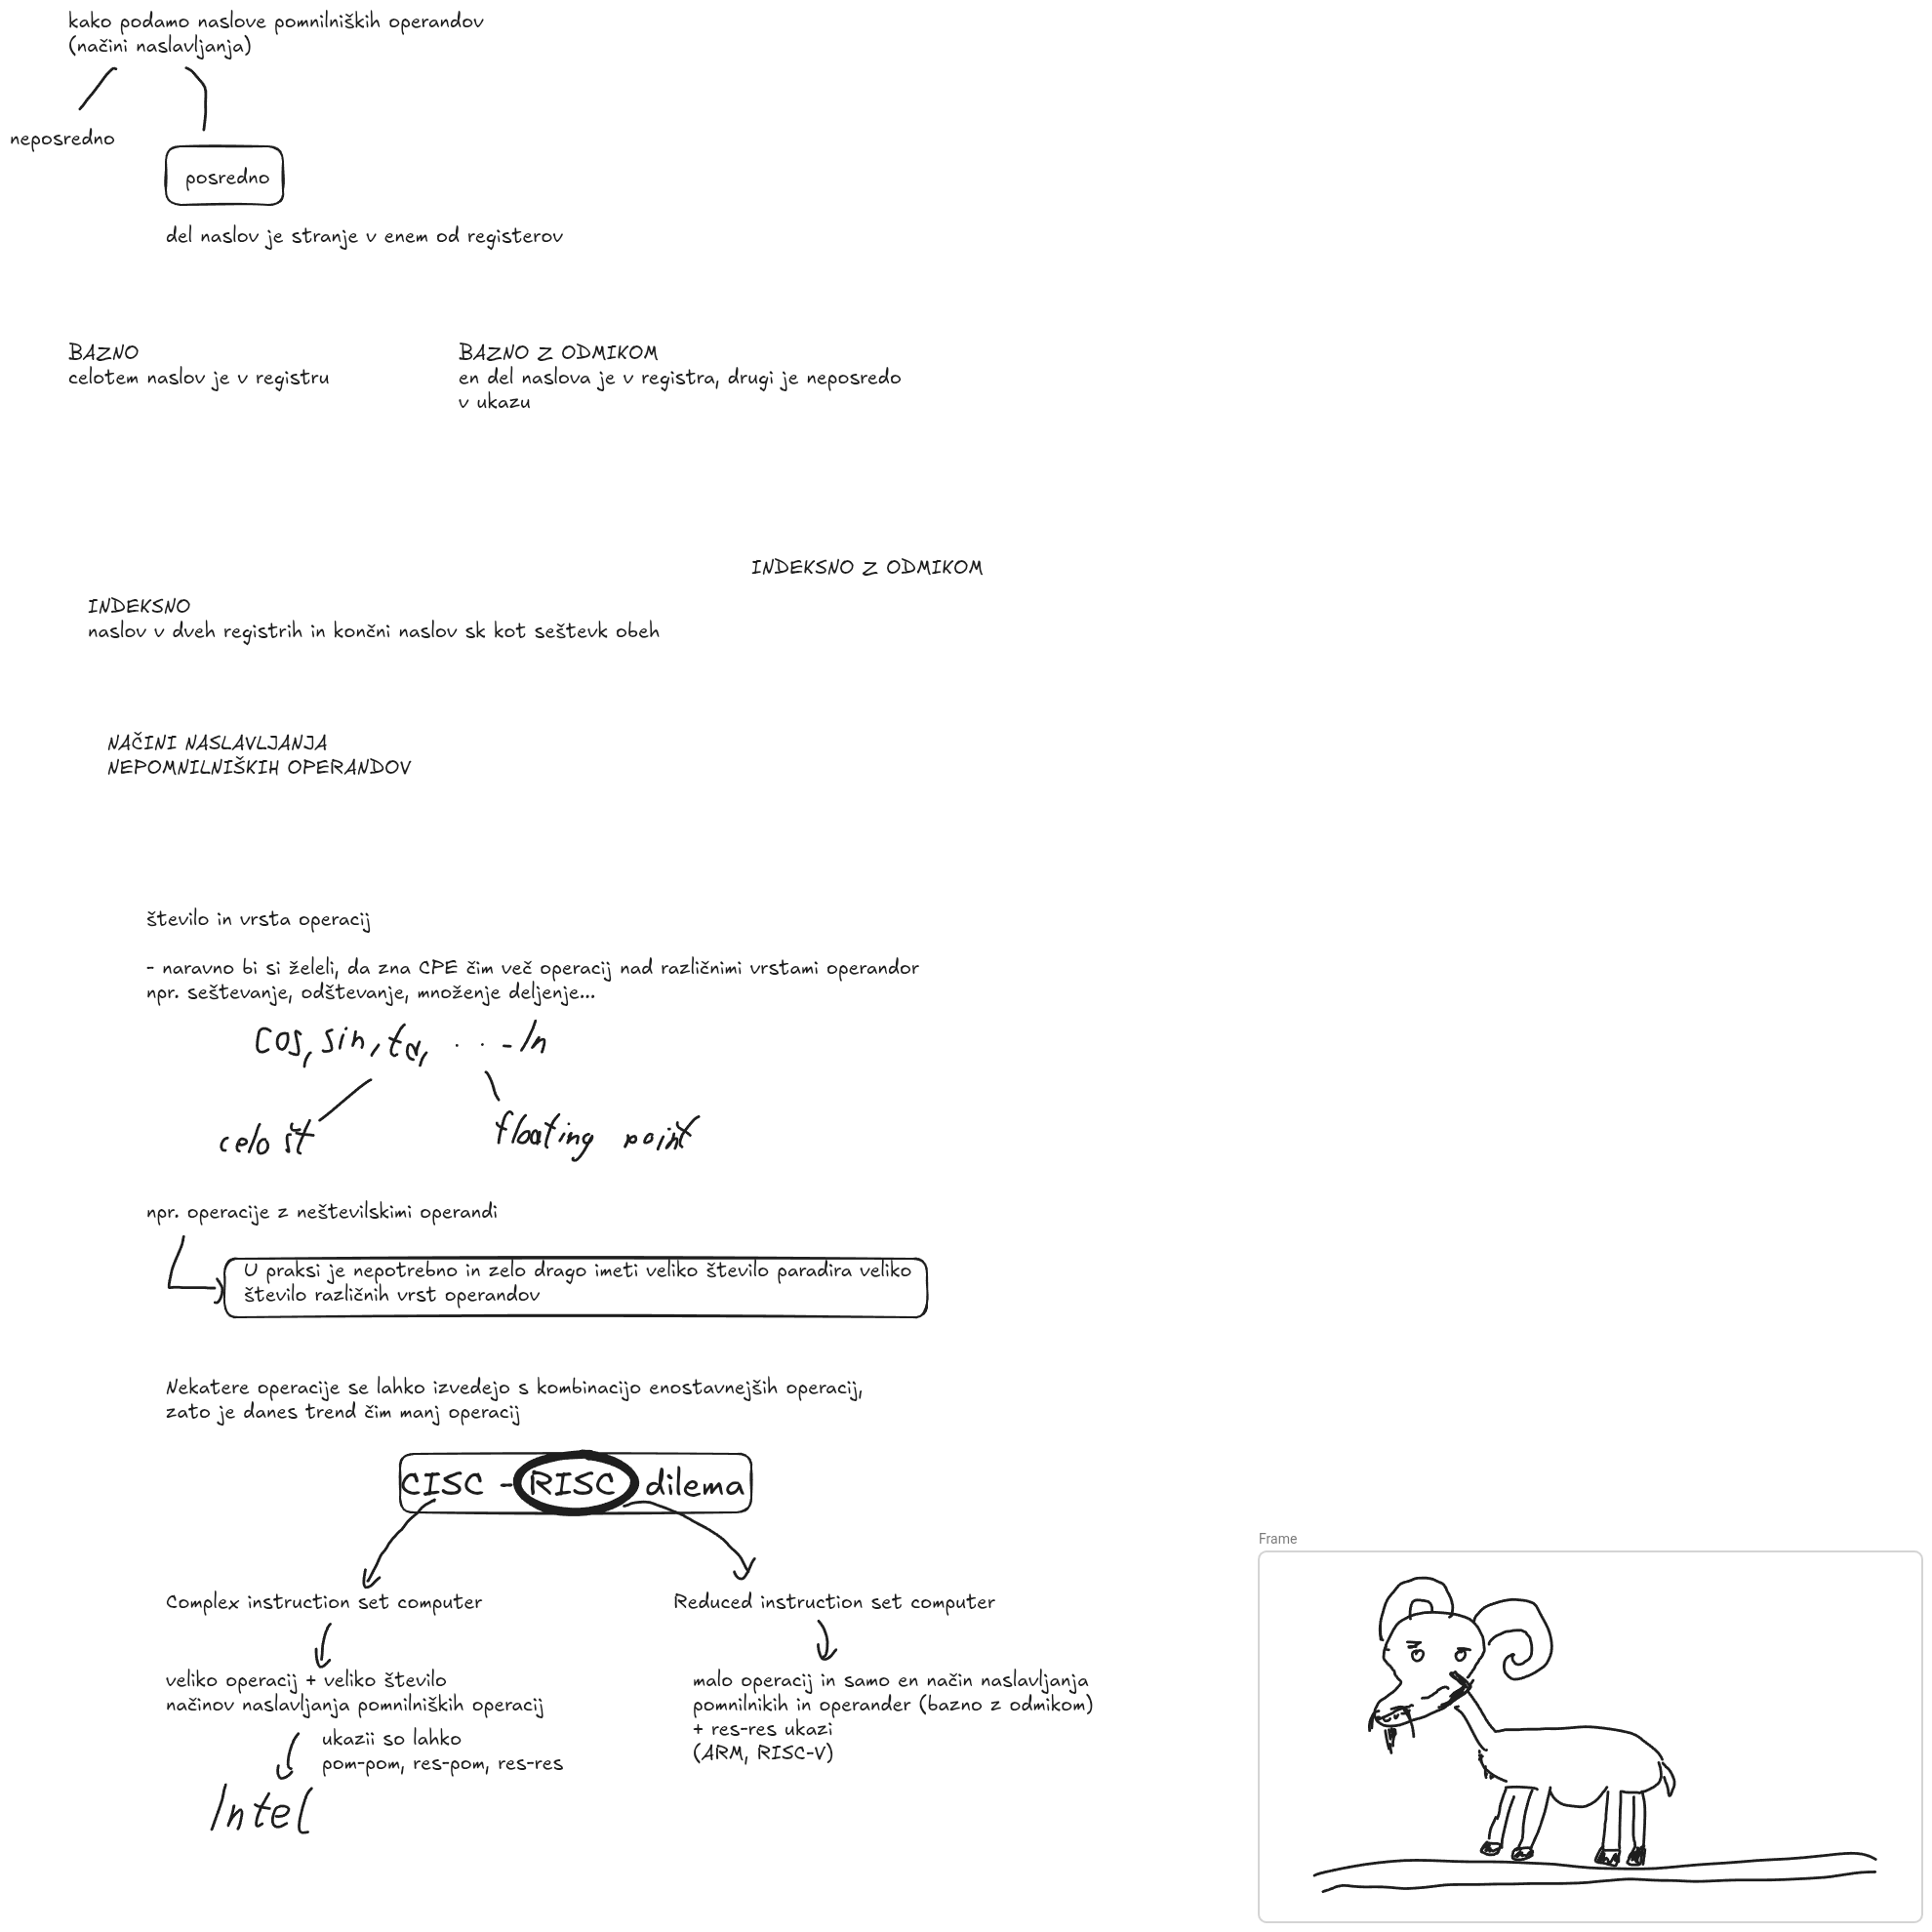 kako podamo naslove pomnilniških operandov
(načini naslavljanja)
neposredno
posredno
del naslov je stranje v enem od registerov
BAZNO
celotem naslov je v registru
BAZNO Z ODMIKOM
en del naslova je v registra, drugi je neposredo
v ukazu
INDEKSNO Z ODMIKOM
INDEKSNO
naslov v dveh registrih in končni naslov sk kot seštevk obeh
NAČINI NASLAVLJANJA
NEPOMNILNIŠKIH OPERANDOV
število in vrsta operacij
- naravno bi si želeli, da zna CPE čim več operacij nad različnimi vrstami operandor
npr. seštevanje, odštevanje, množenje deljenje...
cos, sin, ta, ... ln
celo št
floating point
npr. operacije z neštevilskimi operandi
U praksi je nepotrebno in zelo drago imeti veliko število paradira veliko
število različnih vrst operandov
Nekatere operacije se lahko izvedejo s kombinacijo enostavnejših operacij,
zato je danes trend čim manj operacij
CISC - RISC dilema
Complex instruction set computer
Reduced instruction set computer
veliko operacij + veliko število
načinov naslavljanja pomnilniških operacij
ukazii so lahko
pom-pom, res-pom, res-res
Intel
malo operacij in samo en način naslavljanja
pomnilnikih in operander (bazno z odmikom)
+ res-res ukazi
(ARM, RISC-V)
Frame